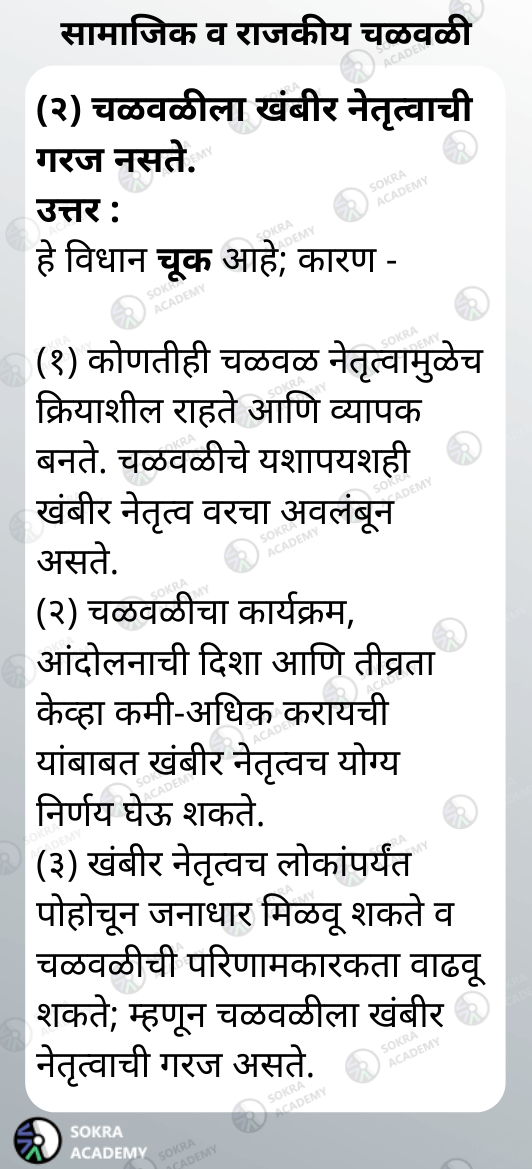 सामाजिक व राजकीय चळवळी
(२) चळवळीला खंबीर नेतृत्वाची
गरज नसते.
उत्तर :
हे विधान चूक आहे; कारण -
(१) कोणतीही चळवळ नेतृत्वामुळेच
क्रियाशील राहते आणि व्यापक
बनते. चळवळीचे यशापयशही
खंबीर नेतृत्व वरचा अवलंबून
असते.
(२) चळवळीचा कार्यक्रम,
आंदोलनाची दिशा आणि तीव्रता
केव्हा कमी-अधिक करायची
यांबाबत खंबीर नेतृत्वच योग्य
निर्णय घेऊ शकते.
(३) खंबीर नेतृत्वच लोकांपर्यंत
पोहोचून जनाधार मिळवू शकते व
चळवळीची परिणामकारकता वाढवू
शकते; म्हणून चळवळीला खंबीर
नेतृत्वाची गरज असते.
SOKRA
ACADEMY